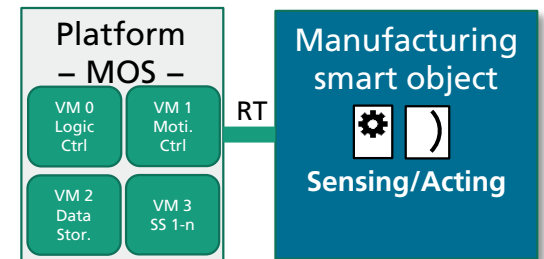 Platform
– MOS –
VM 0
Logic
Ctrl
VM 1
Moti.
Ctrl
VM 2
Data
Stor.
VM 3
SS 1-n
RT
Manufacturing
smart object
Sensing/Acting